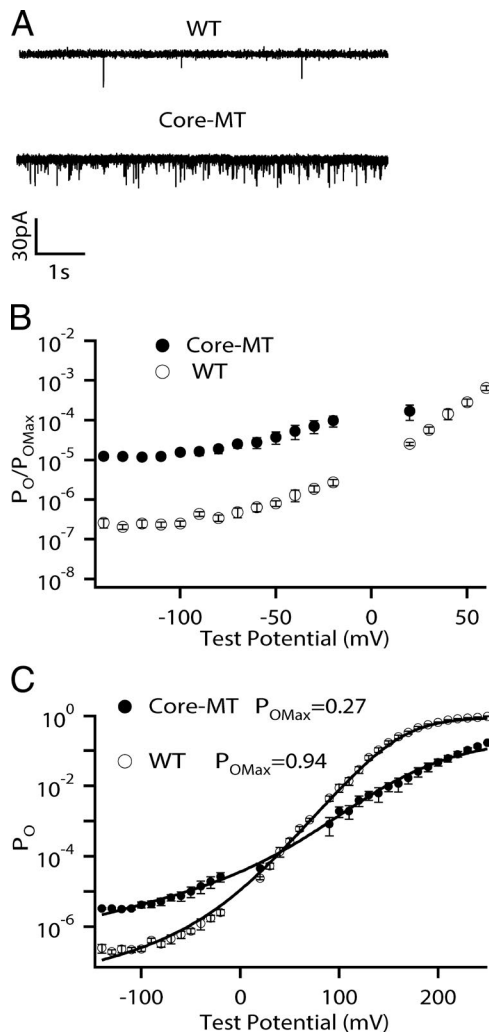 A
WT
Core-MT
30pA
1s
B
Core-MT
WT
P_O/P_OMax
10^-2
10^-3
10^-4
10^-5
10^-6
10^-7
10^-8
-100
-50
0
50
Test Potential (mV)
C
Core-MT P_OMax=0.27
WT P_OMax=0.94
P_O
10^0
10^-2
10^-4
10^-6
-100
0
100
200
Test Potential (mV)